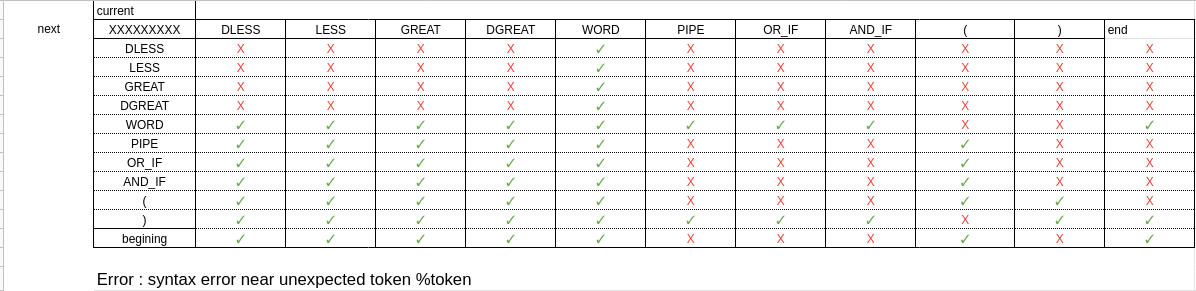 current
next XXXXXXXXX DLESS LESS GREAT DGREAT WORD PIPE OR_IF AND_IF ( ) end
DLESS X X X X ✓ X X X X X X
LESS X X X X ✓ X X X X X X
GREAT X X X X ✓ X X X X X X
DGREAT X X X X ✓ X X X X X X
WORD ✓ ✓ ✓ ✓ ✓ ✓ ✓ ✓ X X ✓
PIPE ✓ ✓ ✓ ✓ ✓ X X X ✓ X X
OR_IF ✓ ✓ ✓ ✓ ✓ X X X ✓ X X
AND_IF ✓ ✓ ✓ ✓ ✓ X X X ✓ X X
( ✓ ✓ ✓ ✓ ✓ X X X ✓ ✓ X
) ✓ ✓ ✓ ✓ ✓ ✓ ✓ ✓ X ✓ ✓
begining ✓ ✓ ✓ ✓ ✓ X X X ✓ X ✓
Error : syntax error near unexpected token %token